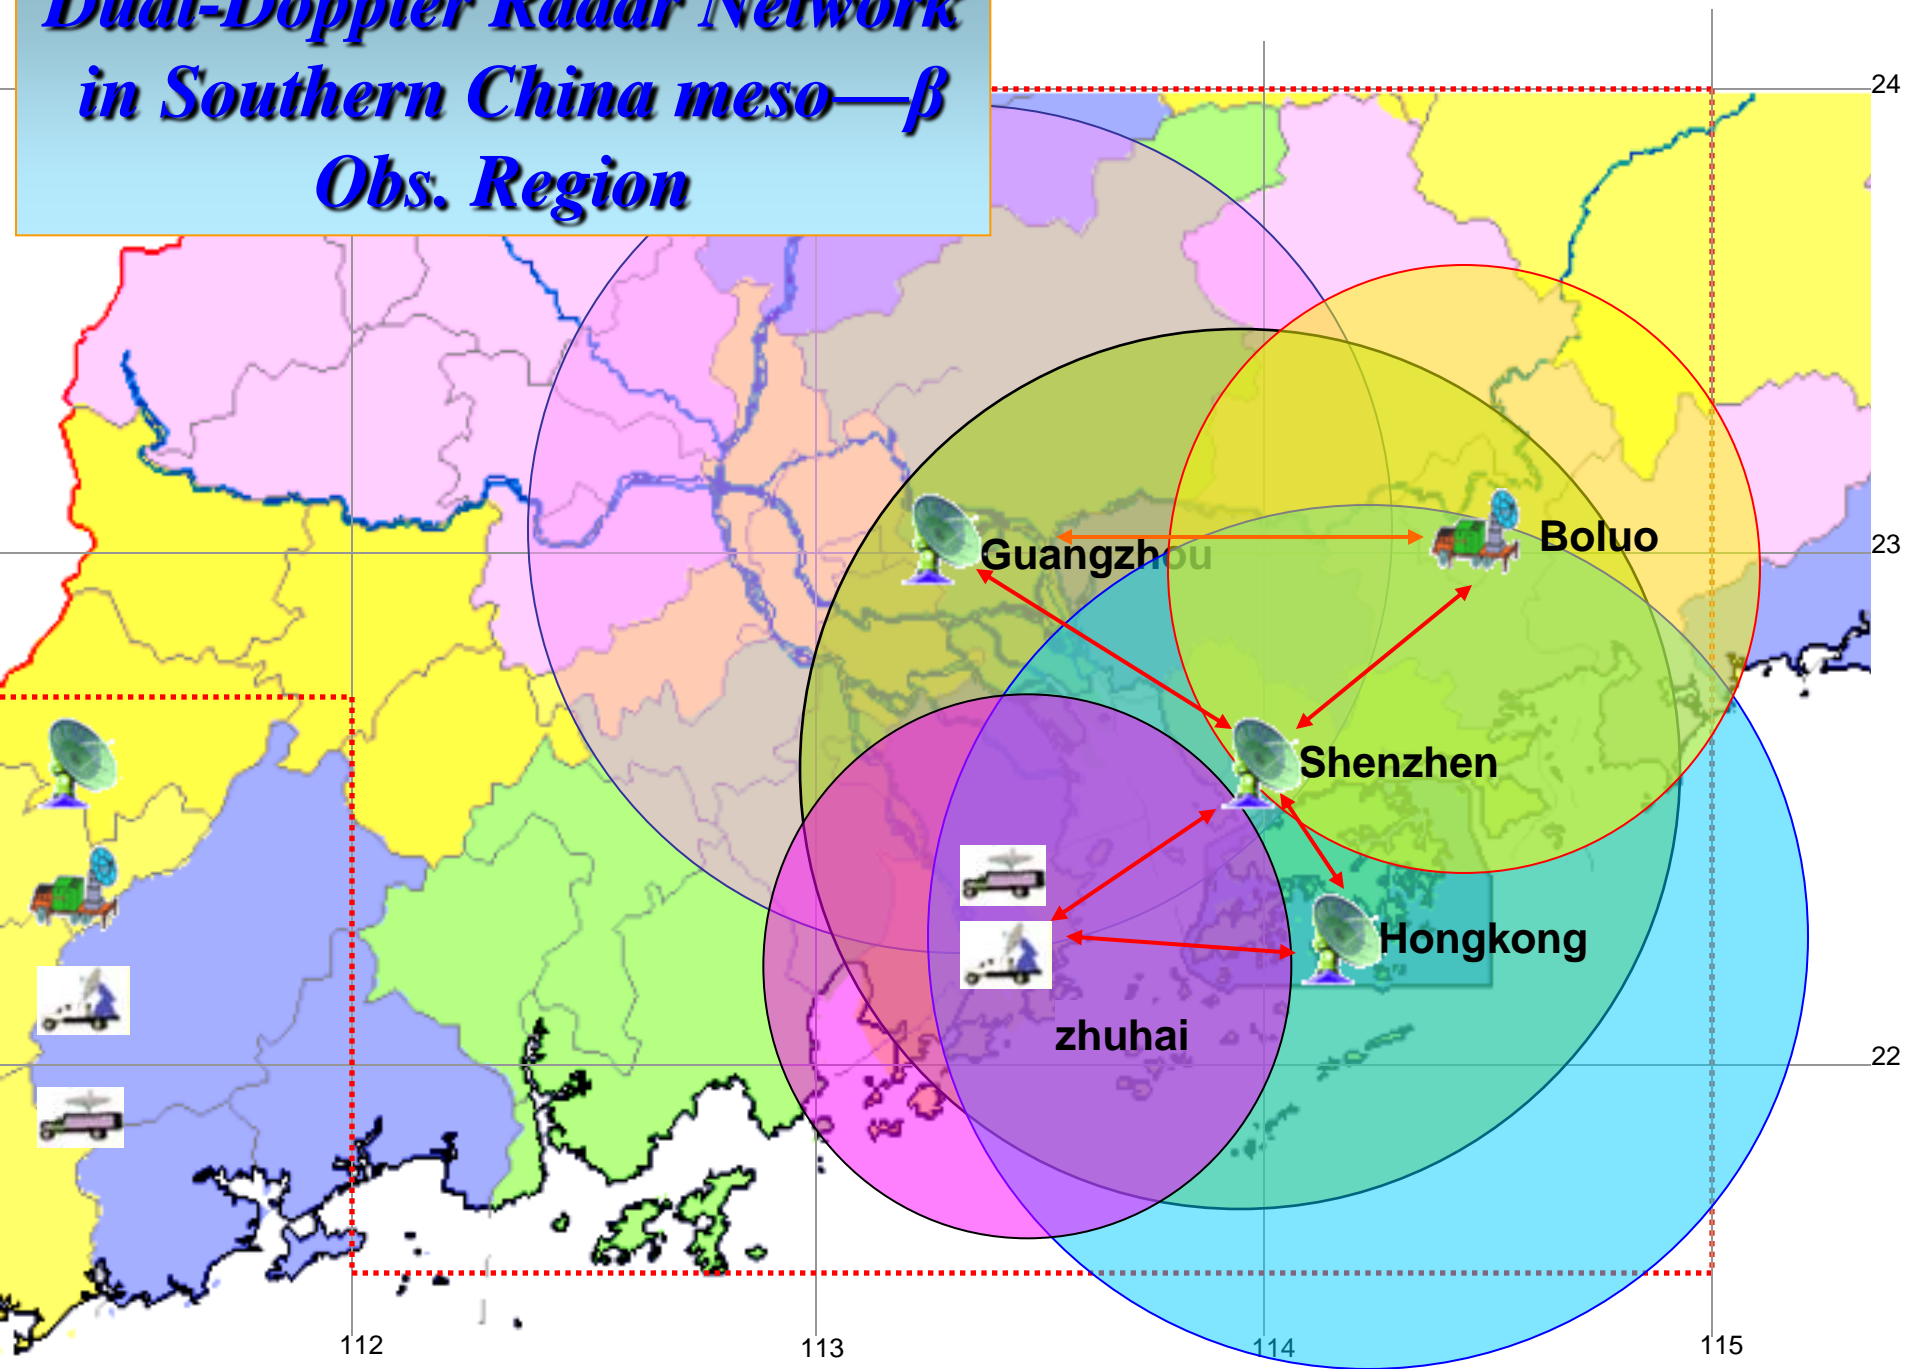 Dual-Doppler Radar Network
in Southern China meso—β
Obs. Region
24
Guangzhou
Boluo
23
Shenzhen
Hongkong
zhuhai
22
112
113
114
115